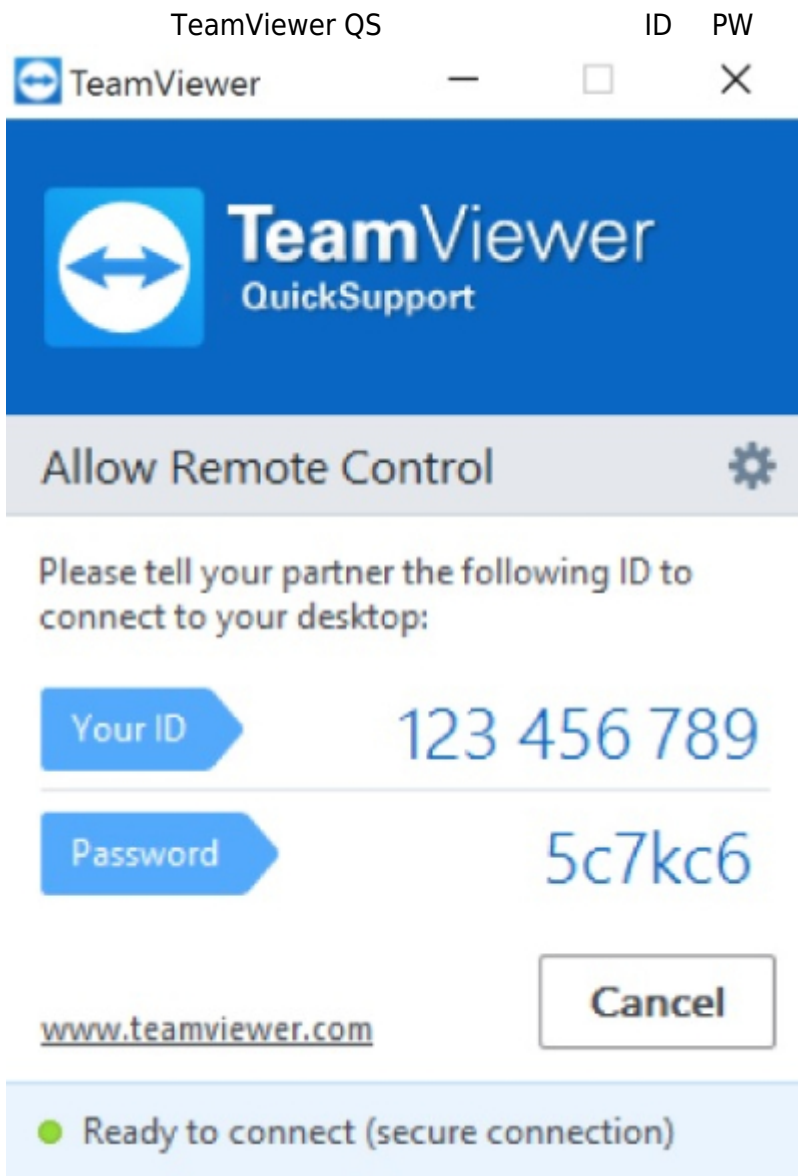 TeamViewer QS ID PW
TeamViewer
TeamViewer
QuickSupport
Allow Remote Control
Please tell your partner the following ID to
connect to your desktop:
Your ID 123 456 789
Password 5c7kc6
Cancel
www.teamviewer.com
Ready to connect (secure connection)